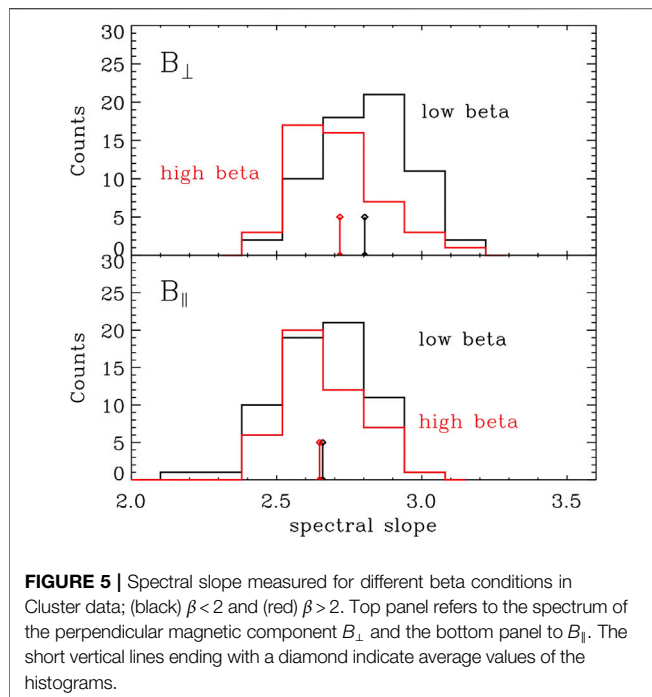 30
B⊥
25
low beta
20
Counts
15
high beta
10
5
0
30
B∥
25
20
low beta
Counts
15
10
high beta
5
0
2.0 2.5 3.0 3.5
spectral slope
FIGURE 5 | Spectral slope measured for different beta conditions in
Cluster data; (black) β < 2 and (red) β > 2. Top panel refers to the spectrum of
the perpendicular magnetic component B⊥ and the bottom panel to B∥. The
short vertical lines ending with a diamond indicate average values of the
histograms.